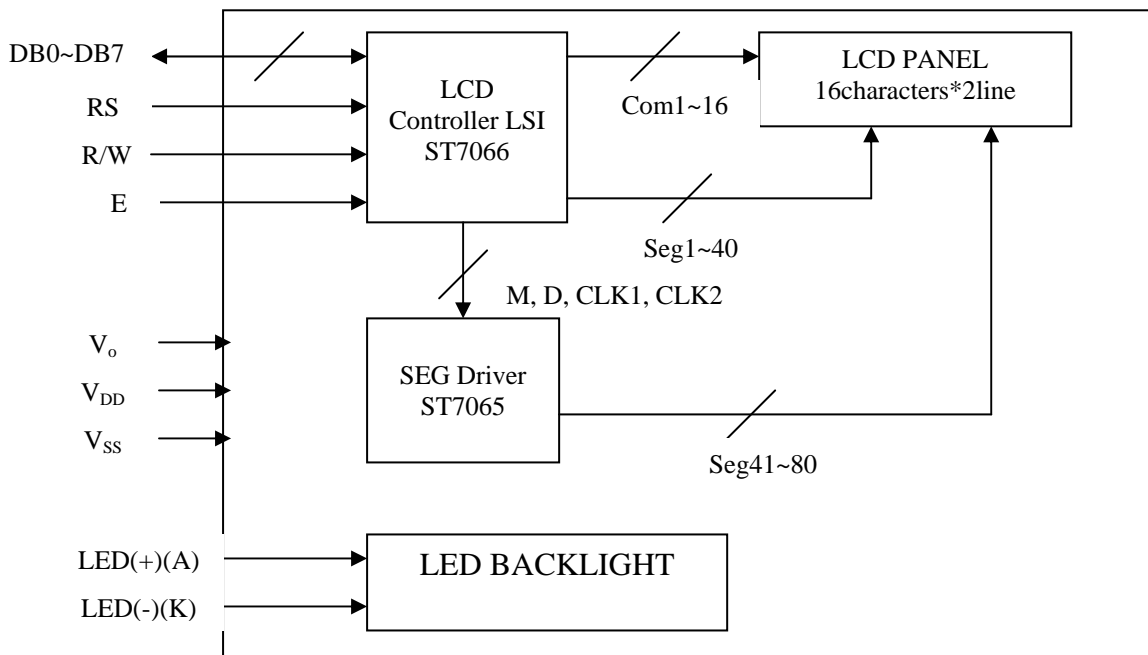 DB0~DB7
RS
R/W
E
LCD
Controller LSI
ST7066
Com1~16
LCD PANEL
16characters*2line
Seg1~40
M, D, CLK1, CLK2
Vo
VDD
VSS
SEG Driver
ST7065
Seg41~80
LED(+)(A)
LED(-)(K)
LED BACKLIGHT